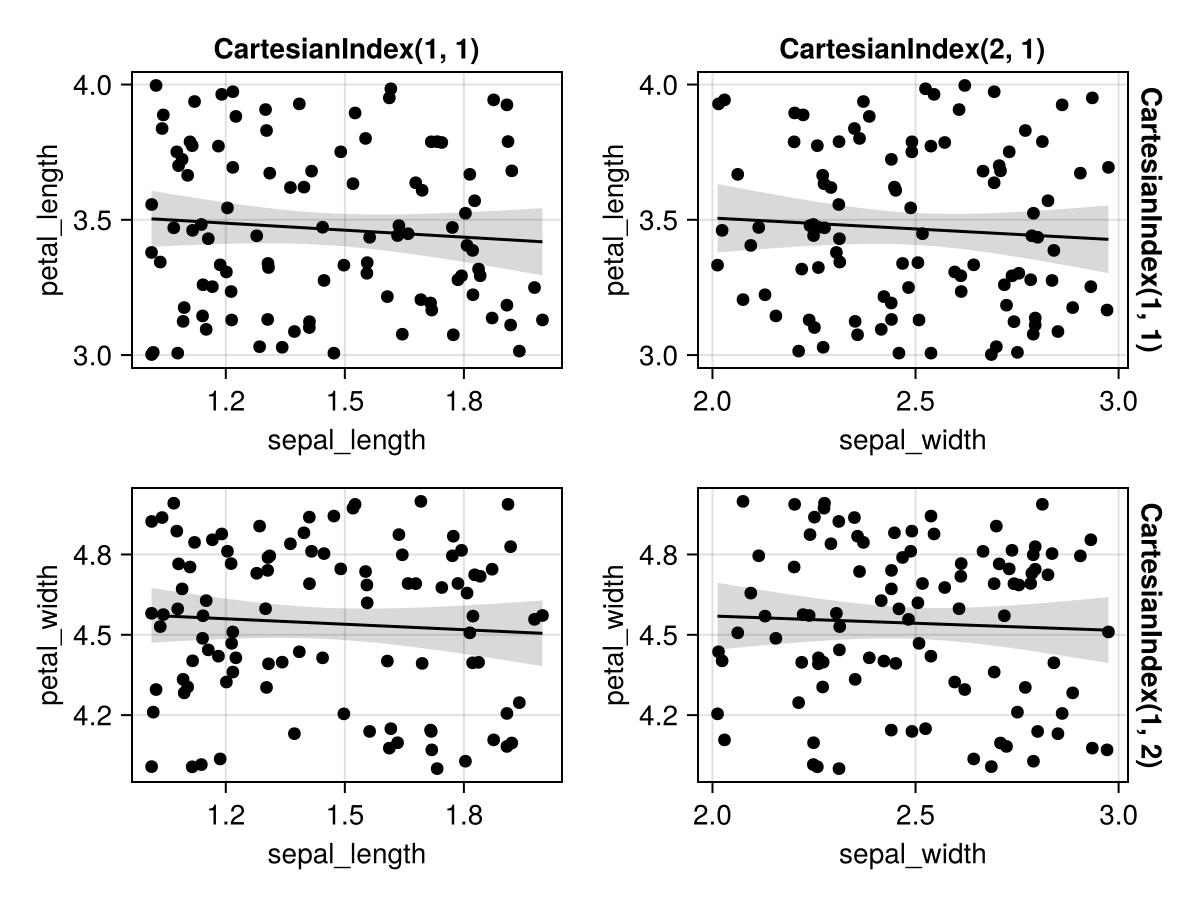 CartesianIndex(1, 1)
CartesianIndex(2, 1)
petal_length
4.0
3.5
3.0
1.2
1.5
1.8
sepal_length
petal_length
4.0
3.5
3.0
2.0
2.5
3.0
sepal_width
CartesianIndex(1, 1)
petal_width
4.8
4.5
4.2
1.2
1.5
1.8
sepal_length
petal_width
4.8
4.5
4.2
2.0
2.5
3.0
sepal_width
CartesianIndex(1, 2)